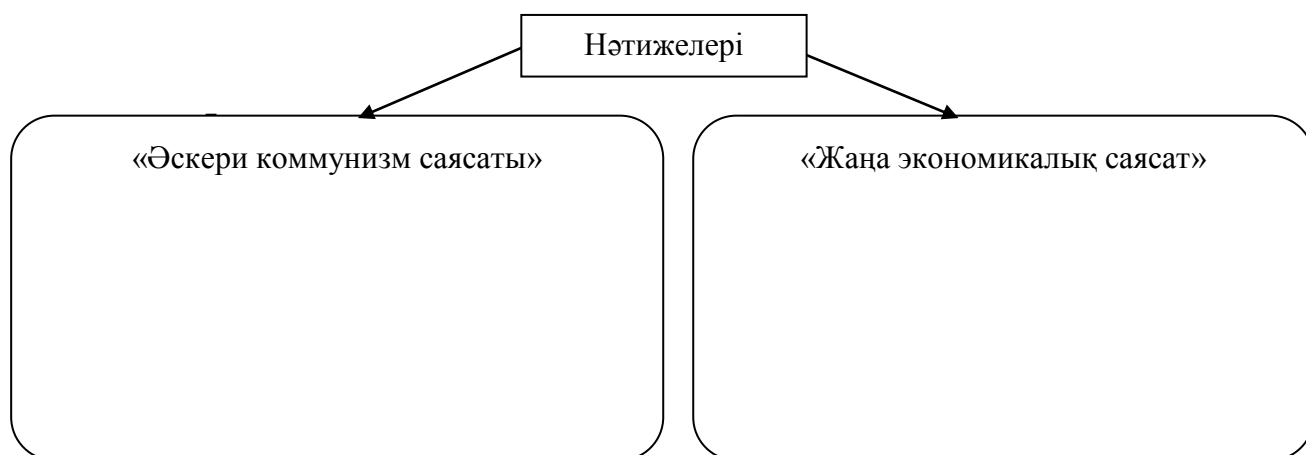 Нәтижелері
«Әскери коммунизм саясаты»
«Жаңа экономикалық саясат»